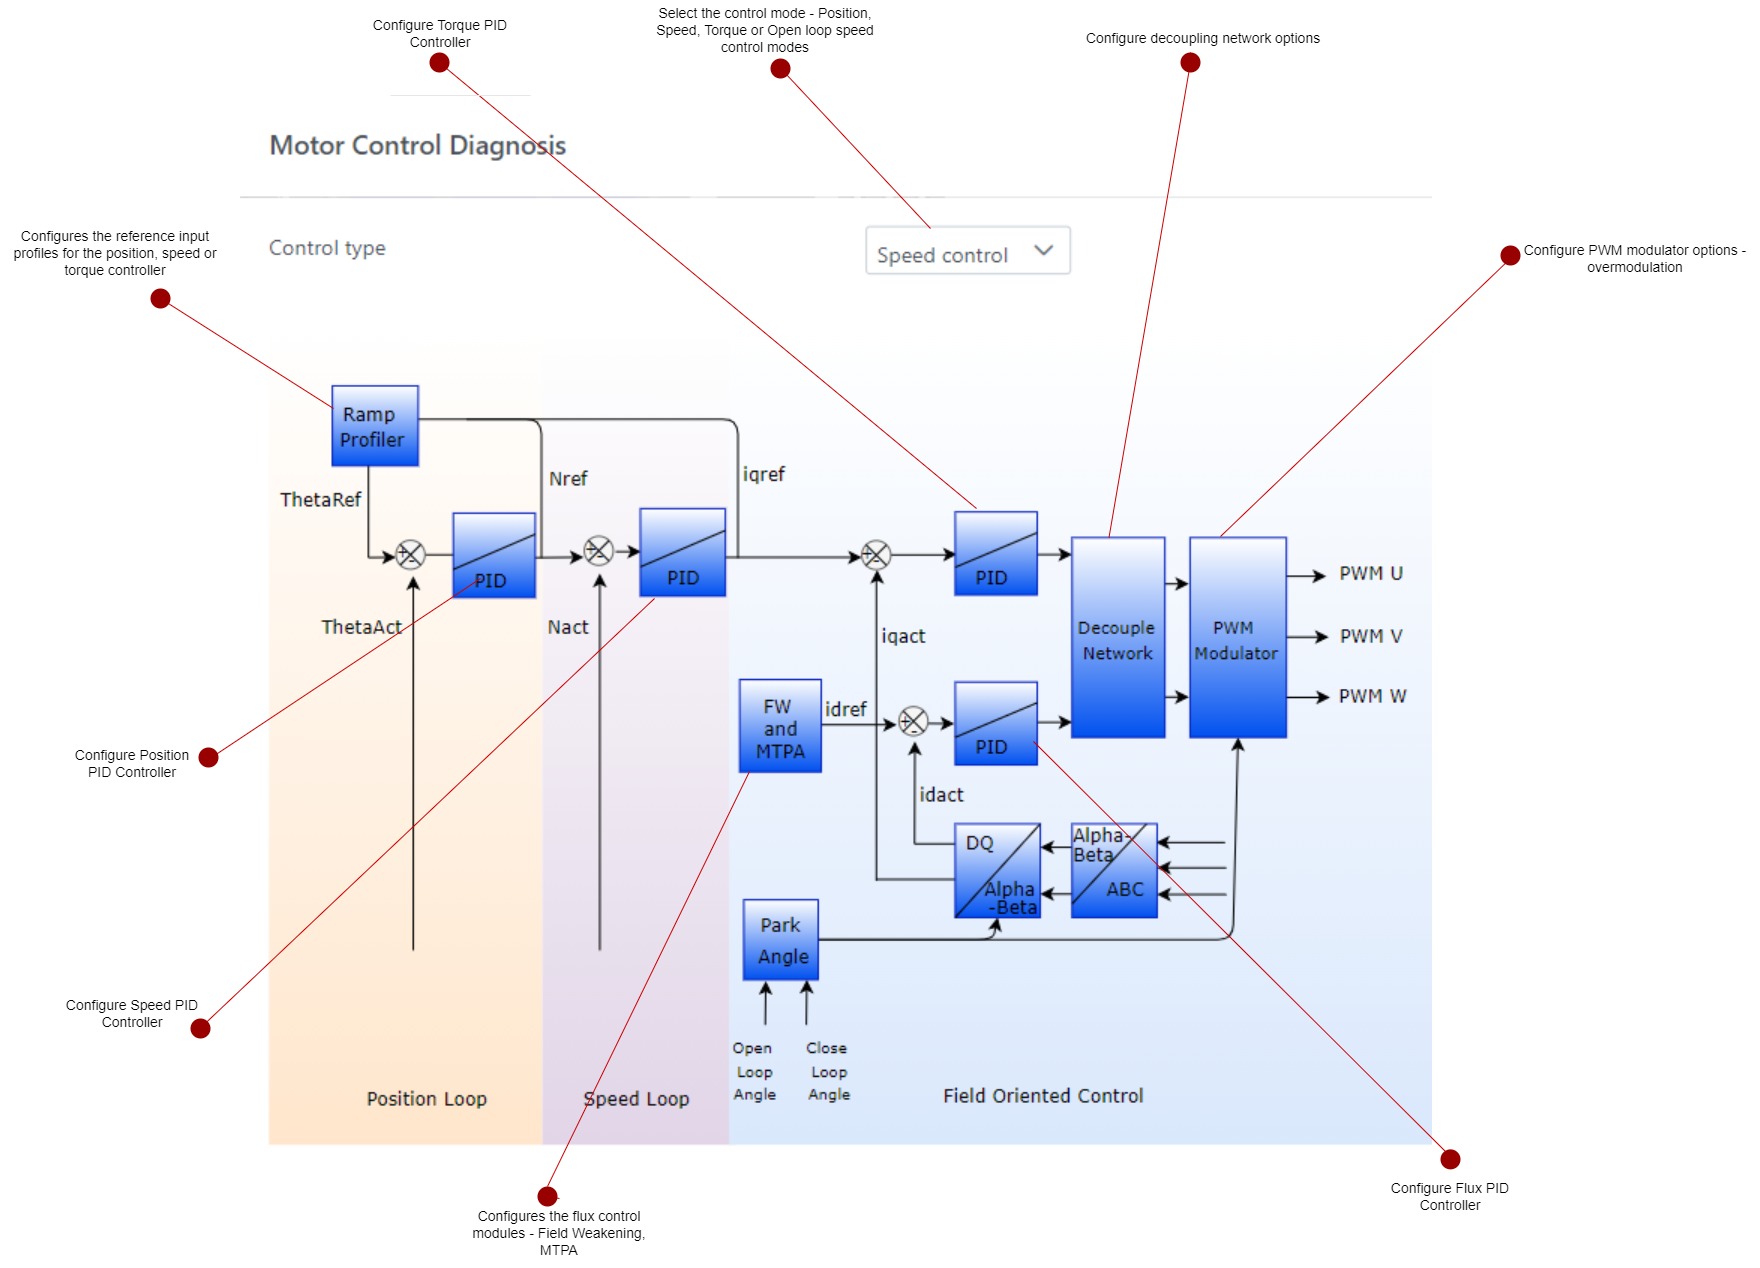 Configure Torque PID
Controller
Select the control mode - Position,
Speed, Torque or Open loop speed
control modes
Configure decoupling network options
Motor Control Diagnosis
Configures the reference input
profiles for the position, speed or
torque controller
Control type
Speed control
Configure PWM modulator options -
overmodulation
Ramp
Profiler
ThetaRef
Nref
iqref
+
-
PID
+
-
PID
+
-
PID
ThetaAct
Nact
iqact
Decouple
Network
PWM
Modulator
PWM U
PWM V
PWM W
FW
and
MTPA
idref
+
-
PID
idact
Configure Position
PID Controller
DQ
Alpha
-Beta
Alpha-
Beta
ABC
Park
Angle
Configure Speed PID
Controller
Open
Loop
Angle
Close
Loop
Angle
Position Loop
Speed Loop
Field Oriented Control
Configures the flux control
modules - Field Weakening,
MTPA
Configure Flux PID
Controller